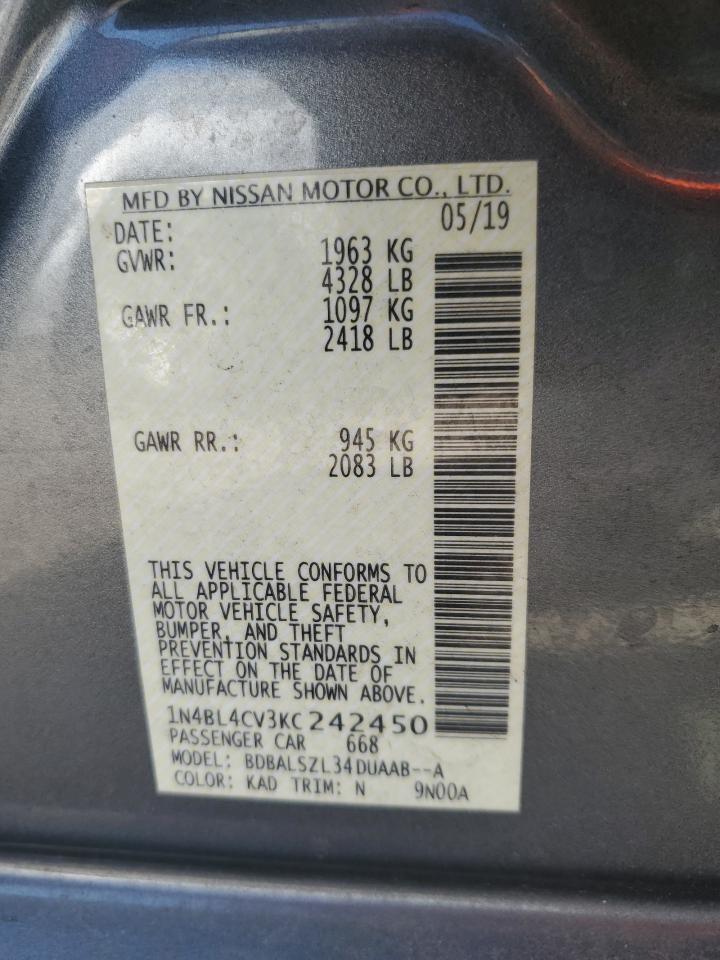 MFD BY NISSAN MOTOR CO., LTD.
DATE: 05/19
GVWR: 1963 KG
4328 LB
GAWR FR.: 1097 KG
2418 LB
GAWR RR.: 945 KG
2083 LB
THIS VEHICLE CONFORMS TO
ALL APPLICABLE FEDERAL
MOTOR VEHICLE SAFETY,
BUMPER, AND THEFT
PREVENTION STANDARDS IN
EFFECT ON THE DATE OF
MANUFACTURE SHOWN ABOVE.
1N4BL4CV3KC242450
PASSENGER CAR 668
MODEL: BDBALSZL34DUAAB--A
COLOR: KAD TRIM: N 9N00A